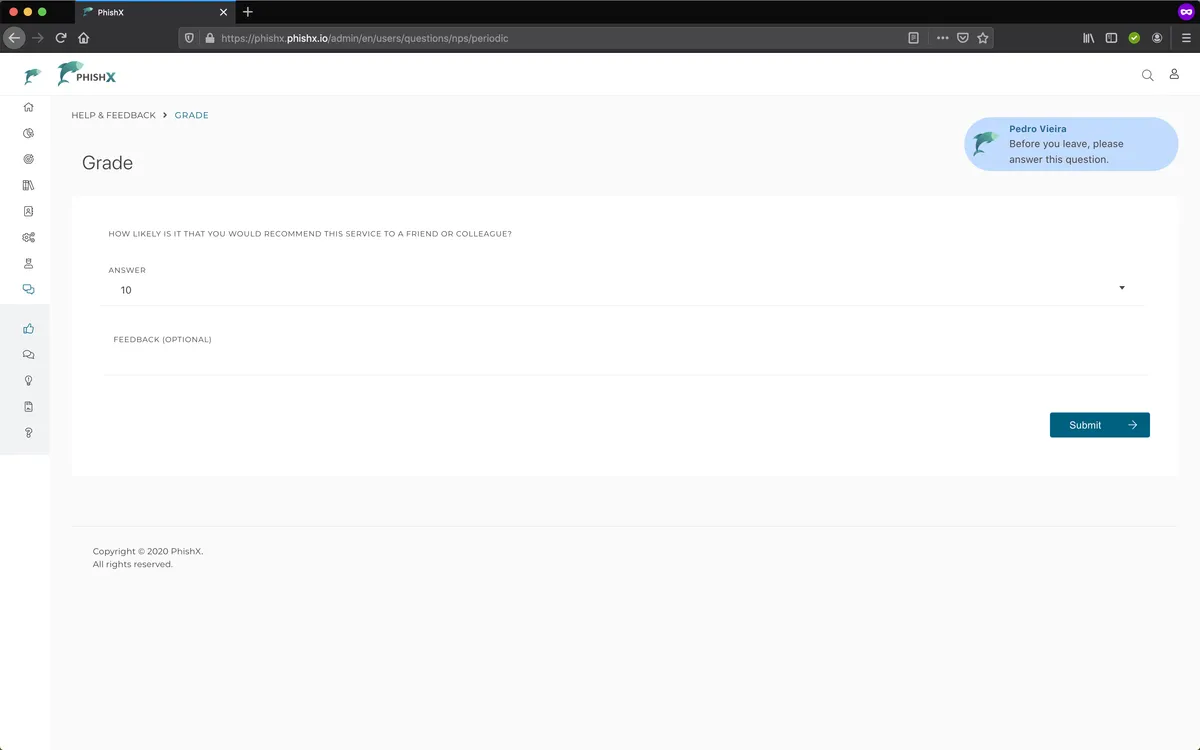 PhishX
https://phishx.phishx.io/admin/en/users/questions/nps/periodic
PHISHX
HELP & FEEDBACK > GRADE
Pedro Vieira
Before you leave, please
answer this question.
Grade
HOW LIKELY IS IT THAT YOU WOULD RECOMMEND THIS SERVICE TO A FRIEND OR COLLEAGUE?
ANSWER
10
FEEDBACK (OPTIONAL)
Submit
Copyright © 2020 PhishX.
All rights reserved.